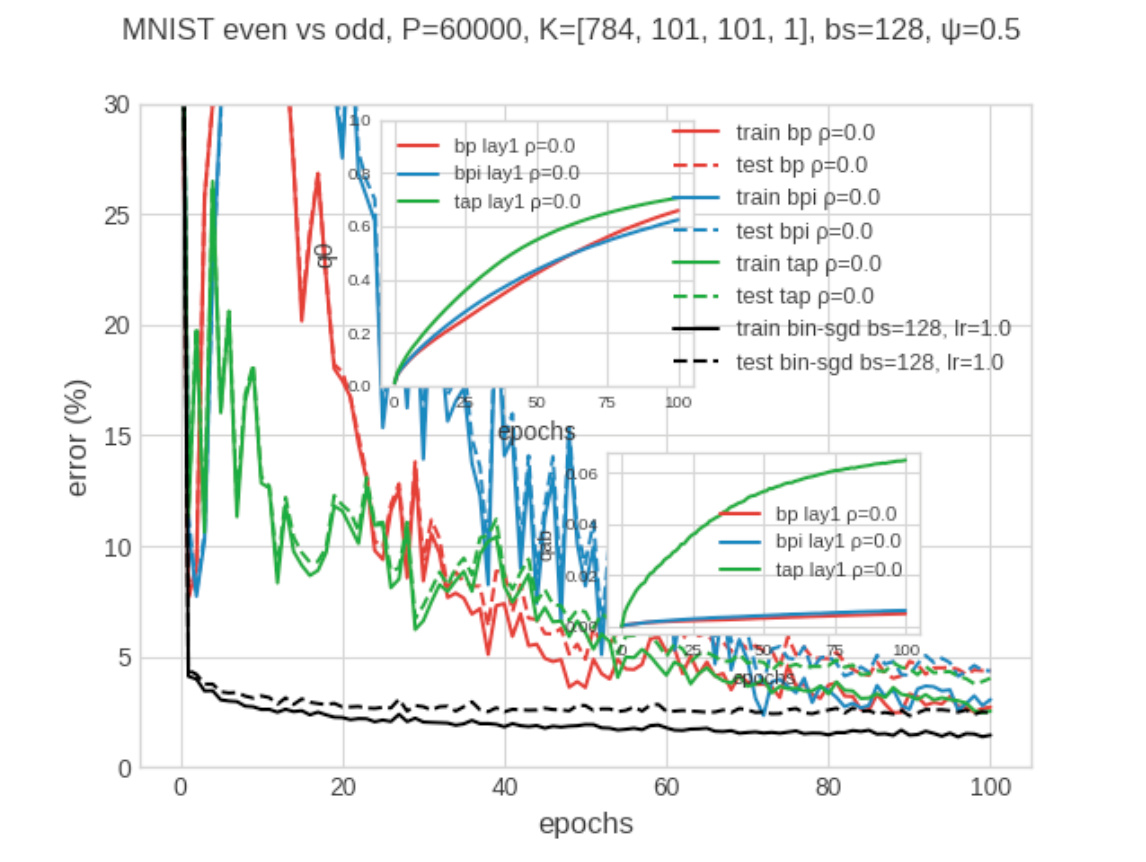 MNIST even vs odd, P=60000, K=[784, 101, 101, 1], bs=128, ψ=0.5
error (%)
30
25
20
15
10
5
0
0 20 40 60 80 100
epochs
train bp ρ=0.0
test bp ρ=0.0
train bpi ρ=0.0
test bpi ρ=0.0
train tap ρ=0.0
test tap ρ=0.0
train bin-sgd bs=128, lr=1.0
test bin-sgd bs=128, lr=1.0
q0
1.0
0.8
0.6
0.4
0.2
0.0
bp lay1 ρ=0.0
bpi lay1 ρ=0.0
tap lay1 ρ=0.0
0 25 50 75 100
epochs
qab
0.06
0.04
0.02
0.00
bp lay1 ρ=0.0
bpi lay1 ρ=0.0
tap lay1 ρ=0.0
0 25 50 75 100
epochs